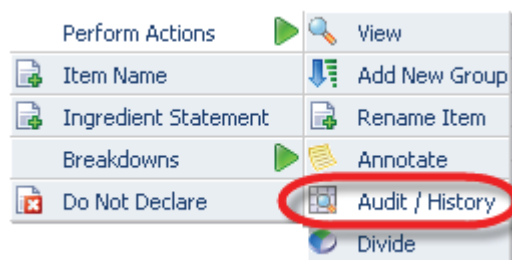 Perform Actions
Item Name
Ingredient Statement
Breakdowns
Do Not Declare
View
Add New Group
Rename Item
Annotate
Audit / History
Divide